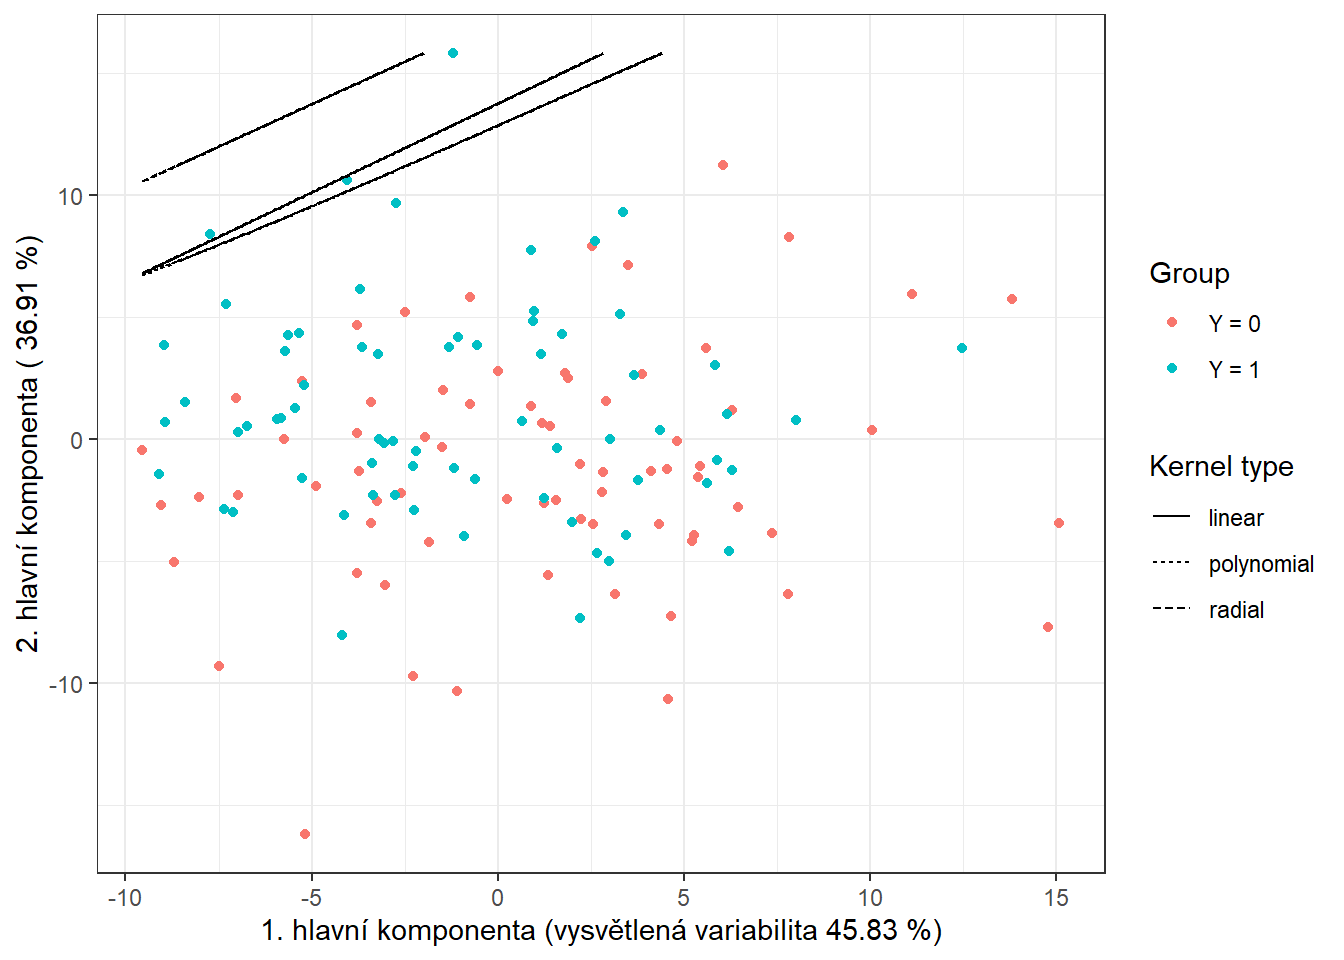 2. hlavní komponenta ( 36.91 %)
10
0
-10
-10
-5
0
5
10
15
1. hlavní komponenta (vysvětlená variabilita 45.83 %)
Group
Y = 0
Y = 1
Kernel type
linear
polynomial
radial